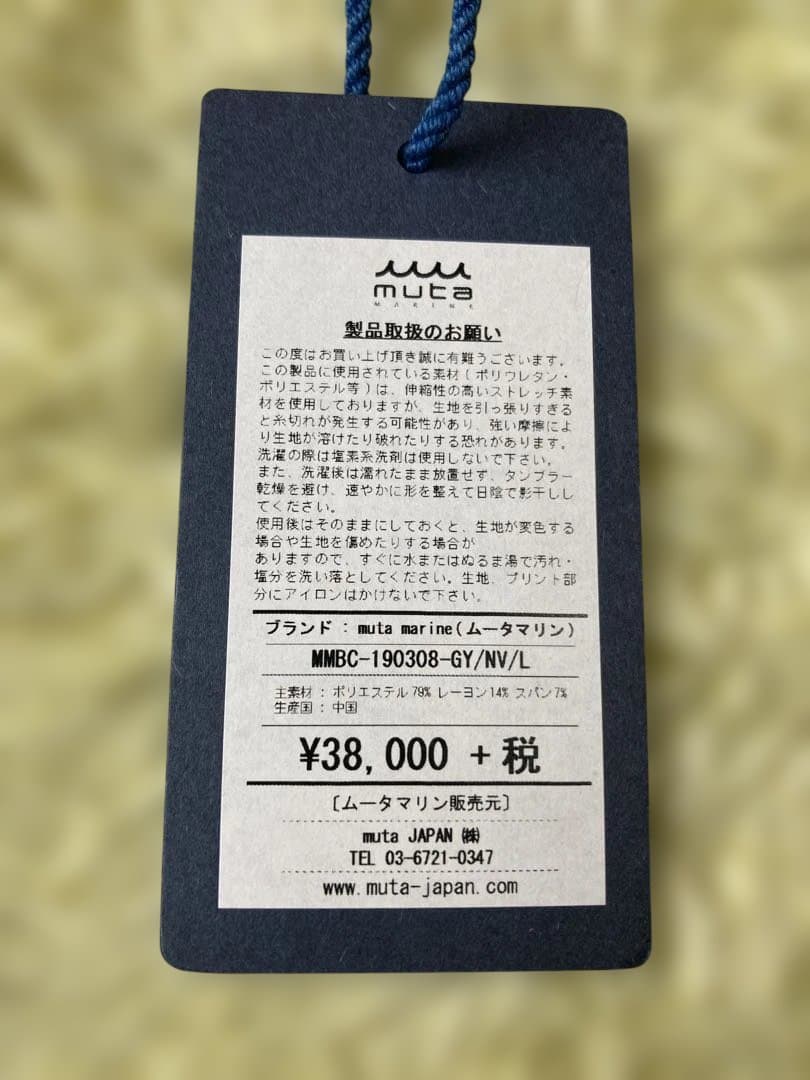 muta
MARINE
製品取扱のお願い
この度はお買い上げ頂き誠に有難うございます。
この製品に使用されている素材(ポリウレタン・
ポリエステル等)は、伸縮性の高いストレッチ素
材を使用しておりますが、生地を引っ張りすぎる
と糸切れが発生する可能性があり、強い摩擦によ
り生地が溶けたり破れたりする恐れがあります。
洗濯の際は塩素系洗剤は使用しないで下さい。
また、洗濯後は濡れたまま放置せず、タンブラー
乾燥を避け、速やかに形を整えて日陰で影干しし
てください。
使用後はそのままにしておくと、生地が変色する
場合や生地を傷めたりする場合が
ありますので、すぐに水またはぬるま湯で汚れ・
塩分を洗い落としてください。生地、プリント部
分にアイロンはかけないで下さい。
ブランド : muta marine(ムータマリン)
MMBC-190308-GY/NV/L
主素材 : ポリエステル79% レーヨン14% スパン7%
生産国 : 中国
¥38,000 +税
〔ムータマリン販売元〕
muta JAPAN ㈱
TEL 03-6721-0347
www.muta-japan.com